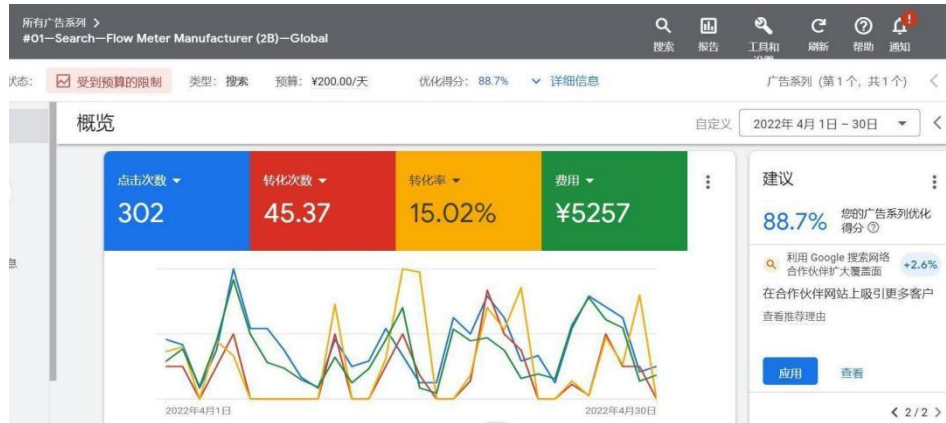 所有广告系列 >
#01—Search—Flow Meter Manufacturer (2B)—Global
搜索
报告
工具和
刷新
帮助
通知
状态:
受到预算的限制
类型: 搜索
预算: ¥200.00/天
优化得分: 88.7%
详细信息
广告系列 (第1个, 共1个)
概览
自定义
2022年 4月 1日 – 30日
点击次数
302
转化次数
45.37
转化率
15.02%
费用
¥5257
2022年4月1日
2022年4月30日
建议
88.7%
您的广告系列优化
得分
利用 Google 搜索网络
合作伙伴扩大覆盖面
+2.6%
在合作伙伴网站上吸引更多客户
查看推荐理由
应用
查看
2 / 2